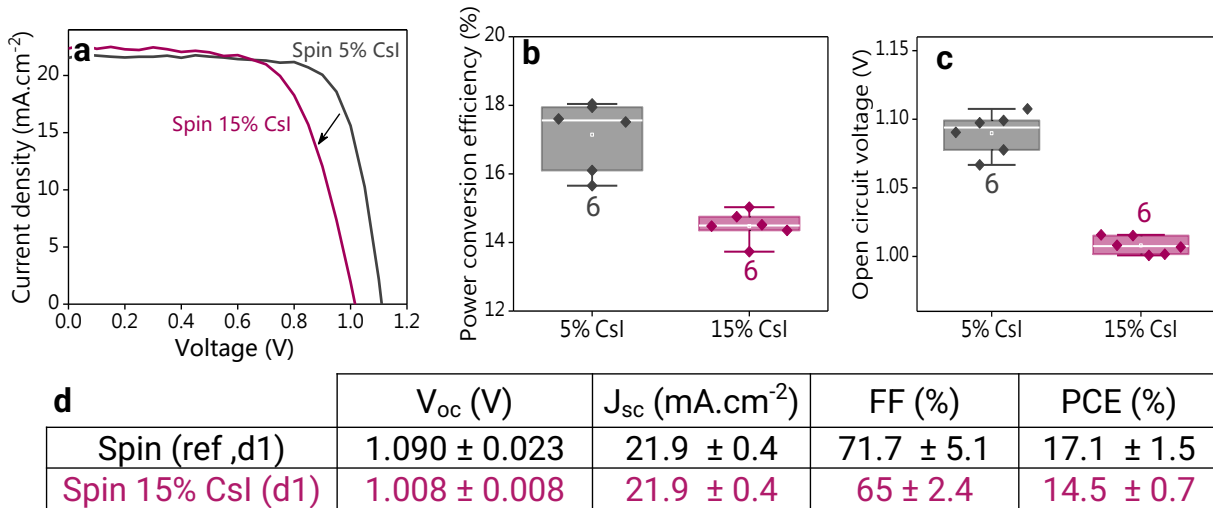 a
Spin 5% CsI
Spin 15% CsI
Current density (mA.cm-2)
20
15
10
5
0
0.0 0.2 0.4 0.6 0.8 1.0 1.2
Voltage (V)
b
Power conversion efficiency (%)
20
18
16
14
12
6
6
5% CsI 15% CsI
c
Open circuit voltage (V)
1.15
1.10
1.05
1.00
6
6
5% CsI 15% CsI
d Voc (V) Jsc (mA.cm-2) FF (%) PCE (%)
Spin (ref ,d1) 1.090 ± 0.023 21.9 ± 0.4 71.7 ± 5.1 17.1 ± 1.5
Spin 15% CsI (d1) 1.008 ± 0.008 21.9 ± 0.4 65 ± 2.4 14.5 ± 0.7